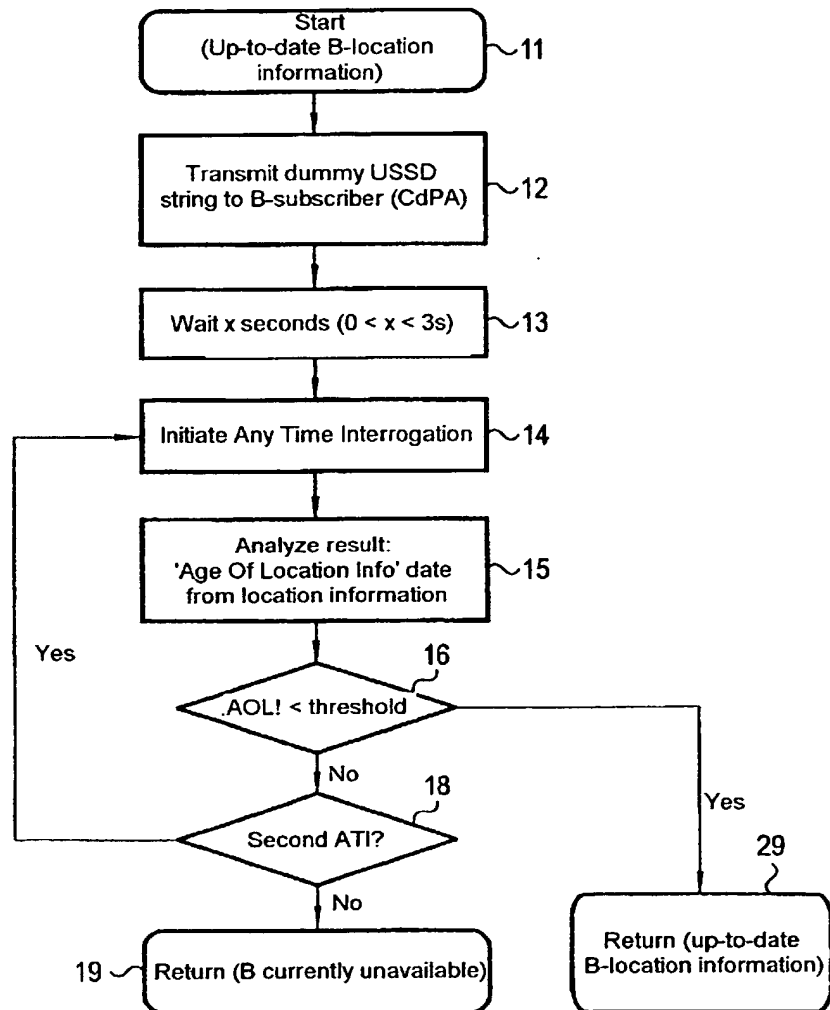 Start
(Up-to-date B-location
information)
11
Transmit dummy USSD
string to B-subscriber (CdPA)
12
Wait x seconds (0 < x < 3s)
13
Initiate Any Time Interrogation
14
Analyze result:
'Age Of Location Info' date
from location information
15
Yes
16
.AOL! < threshold
No
Yes
18
Second ATI?
No
29
19
Return (B currently unavailable)
Return (up-to-date
B-location information)